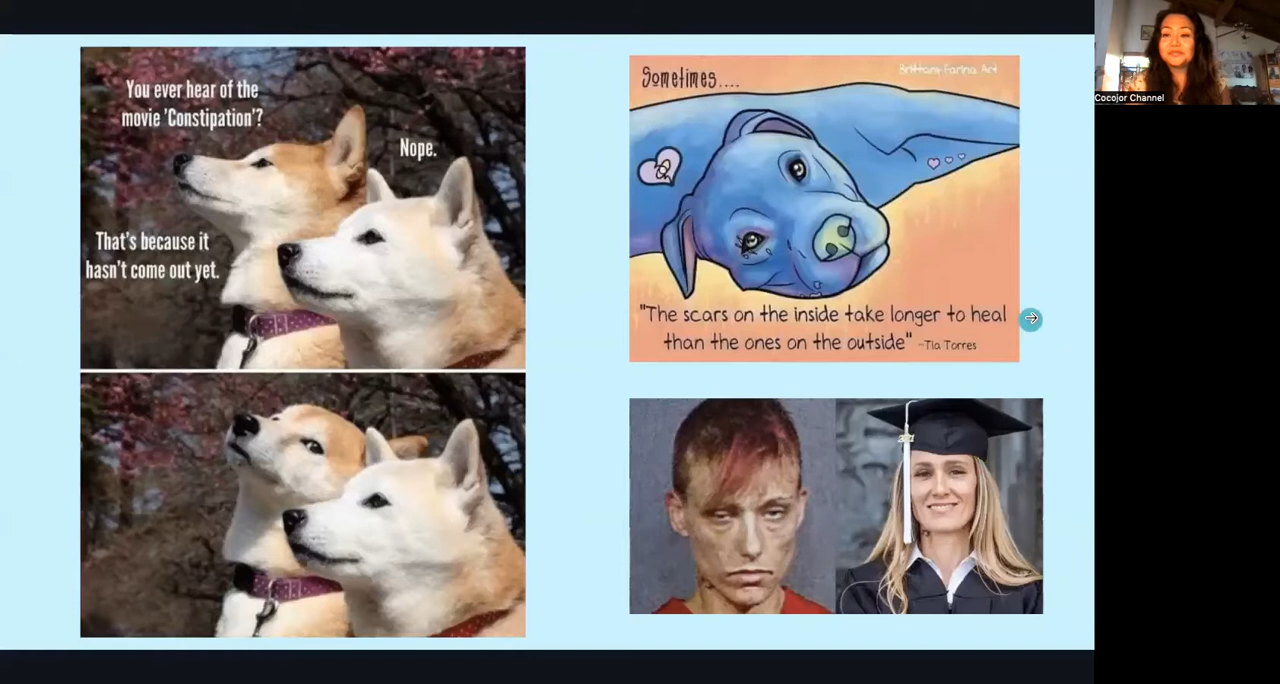 You ever hear of the
movie 'Constipation'?
Nope.
That's because it
hasn't come out yet.
Sometimes....
Brittany Farina Art
"The scars on the inside take longer to heal
than the ones on the outside" -Tia Torres
Cocojor Channel